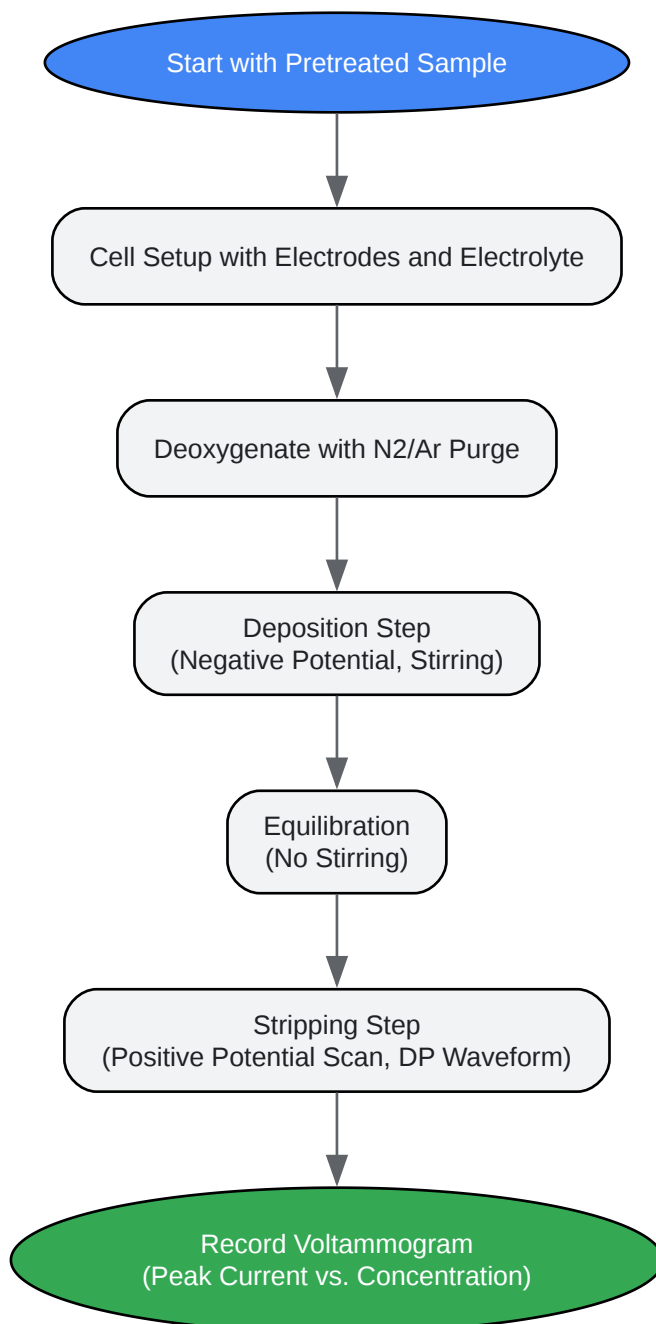 Start with Pretreated Sample
Cell Setup with Electrodes and Electrolyte
Deoxygenate with N2/Ar Purge
Deposition Step
(Negative Potential, Stirring)
Equilibration
(No Stirring)
Stripping Step
(Positive Potential Scan, DP Waveform)
Record Voltammogram
(Peak Current vs. Concentration)